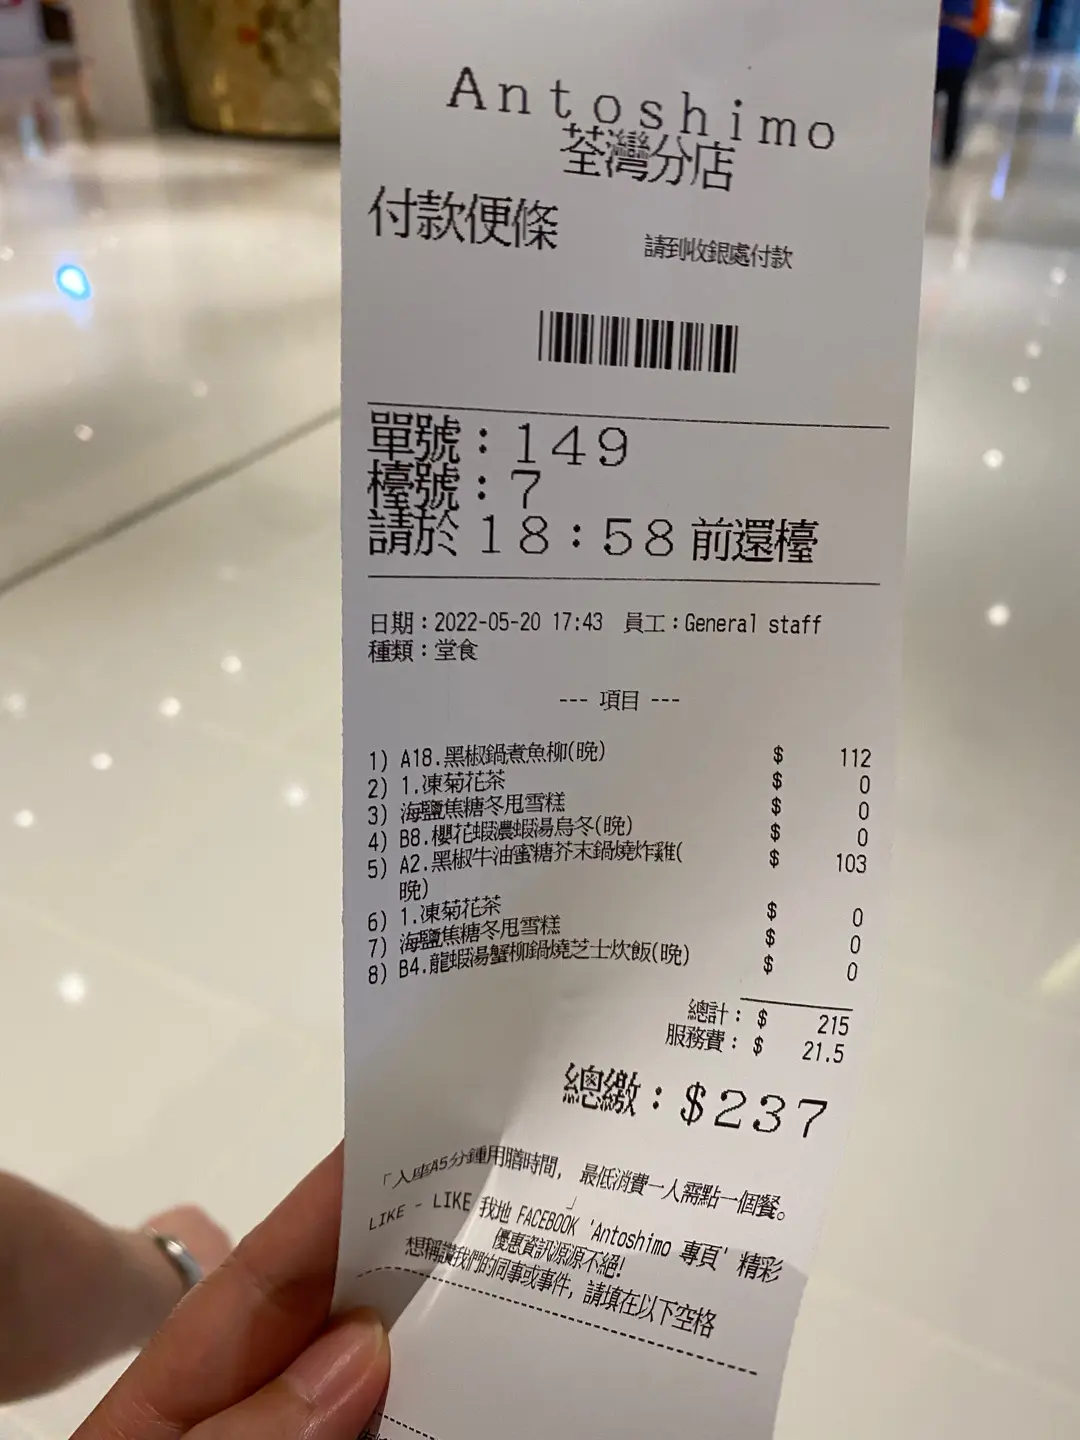 Antoshimo
荃灣分店
付款便條 請到收銀處付款
單號：149
檯號：7
請於 18：58 前還檯
日期：2022-05-20 17:43 員工：General staff
種類：堂食
--- 項目 ---
1) A18.黑椒鍋煮魚柳(晚) $ 112
2) 1.凍菊花茶 $ 0
3) 海鹽焦糖冬甩雪糕 $ 0
4) B8.櫻花蝦濃蝦湯烏冬(晚) $ 0
5) A2.黑椒牛油蜜糖芥末鍋燒炸雞( $ 103
晚)
6) 1.凍菊花茶 $ 0
7) 海鹽焦糖冬甩雪糕 $ 0
8) B4.龍蝦湯蟹柳鍋燒芝士炊飯(晚) $ 0
總計：$ 215
服務費：$ 21.5
總繳：$237
「入座A5分鍾用膳時間，最低消費一人需點一個餐。
」
LIKE - LIKE 我地 FACEBOOK 'Antoshimo 專頁' 精彩
優惠資訊源源不絕!
想稱讚我們的同事或事件，請填在以下空格